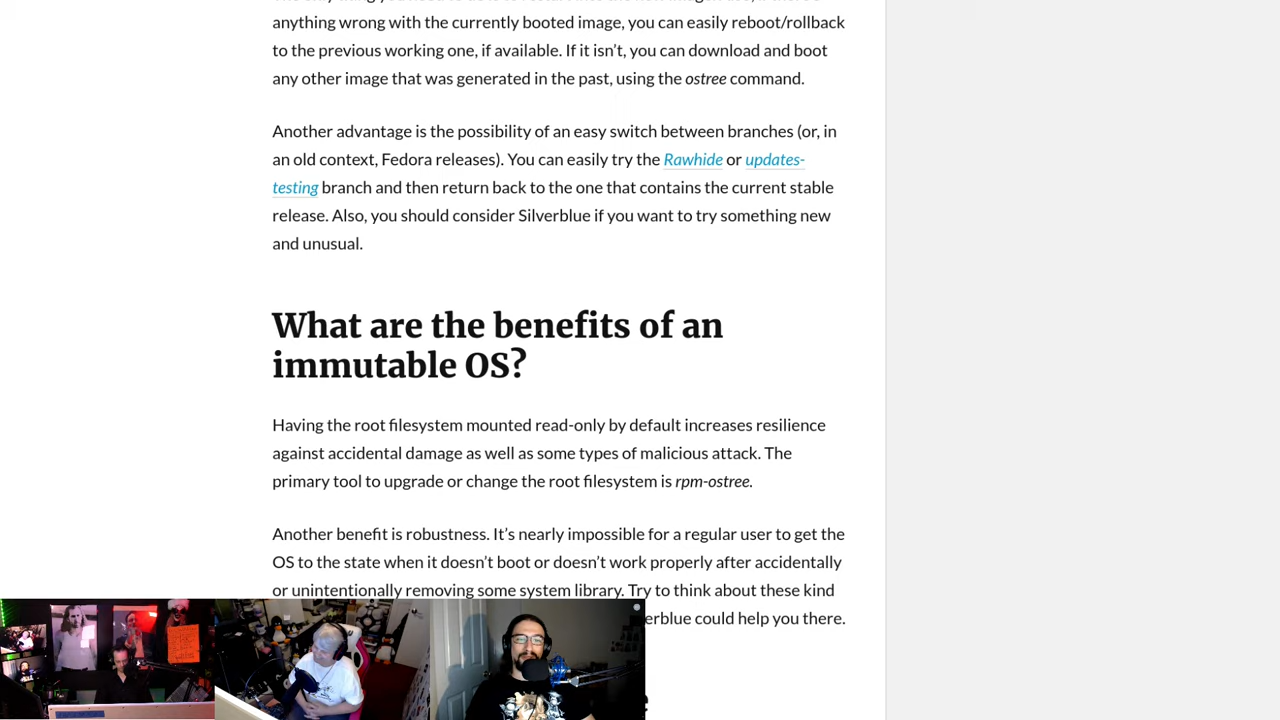 anything wrong with the currently booted image, you can easily reboot/rollback
to the previous working one, if available. If it isn’t, you can download and boot
any other image that was generated in the past, using the ostree command.
Another advantage is the possibility of an easy switch between branches (or, in
an old context, Fedora releases). You can easily try the Rawhide or updates-
testing branch and then return back to the one that contains the current stable
release. Also, you should consider Silverblue if you want to try something new
and unusual.
What are the benefits of an
immutable OS?
Having the root filesystem mounted read-only by default increases resilience
against accidental damage as well as some types of malicious attack. The
primary tool to upgrade or change the root filesystem is rpm-ostree.
Another benefit is robustness. It’s nearly impossible for a regular user to get the
OS to the state when it doesn’t boot or doesn’t work properly after accidentally
or unintentionally removing some system library. Try to think about these kind
erblue could help you there.